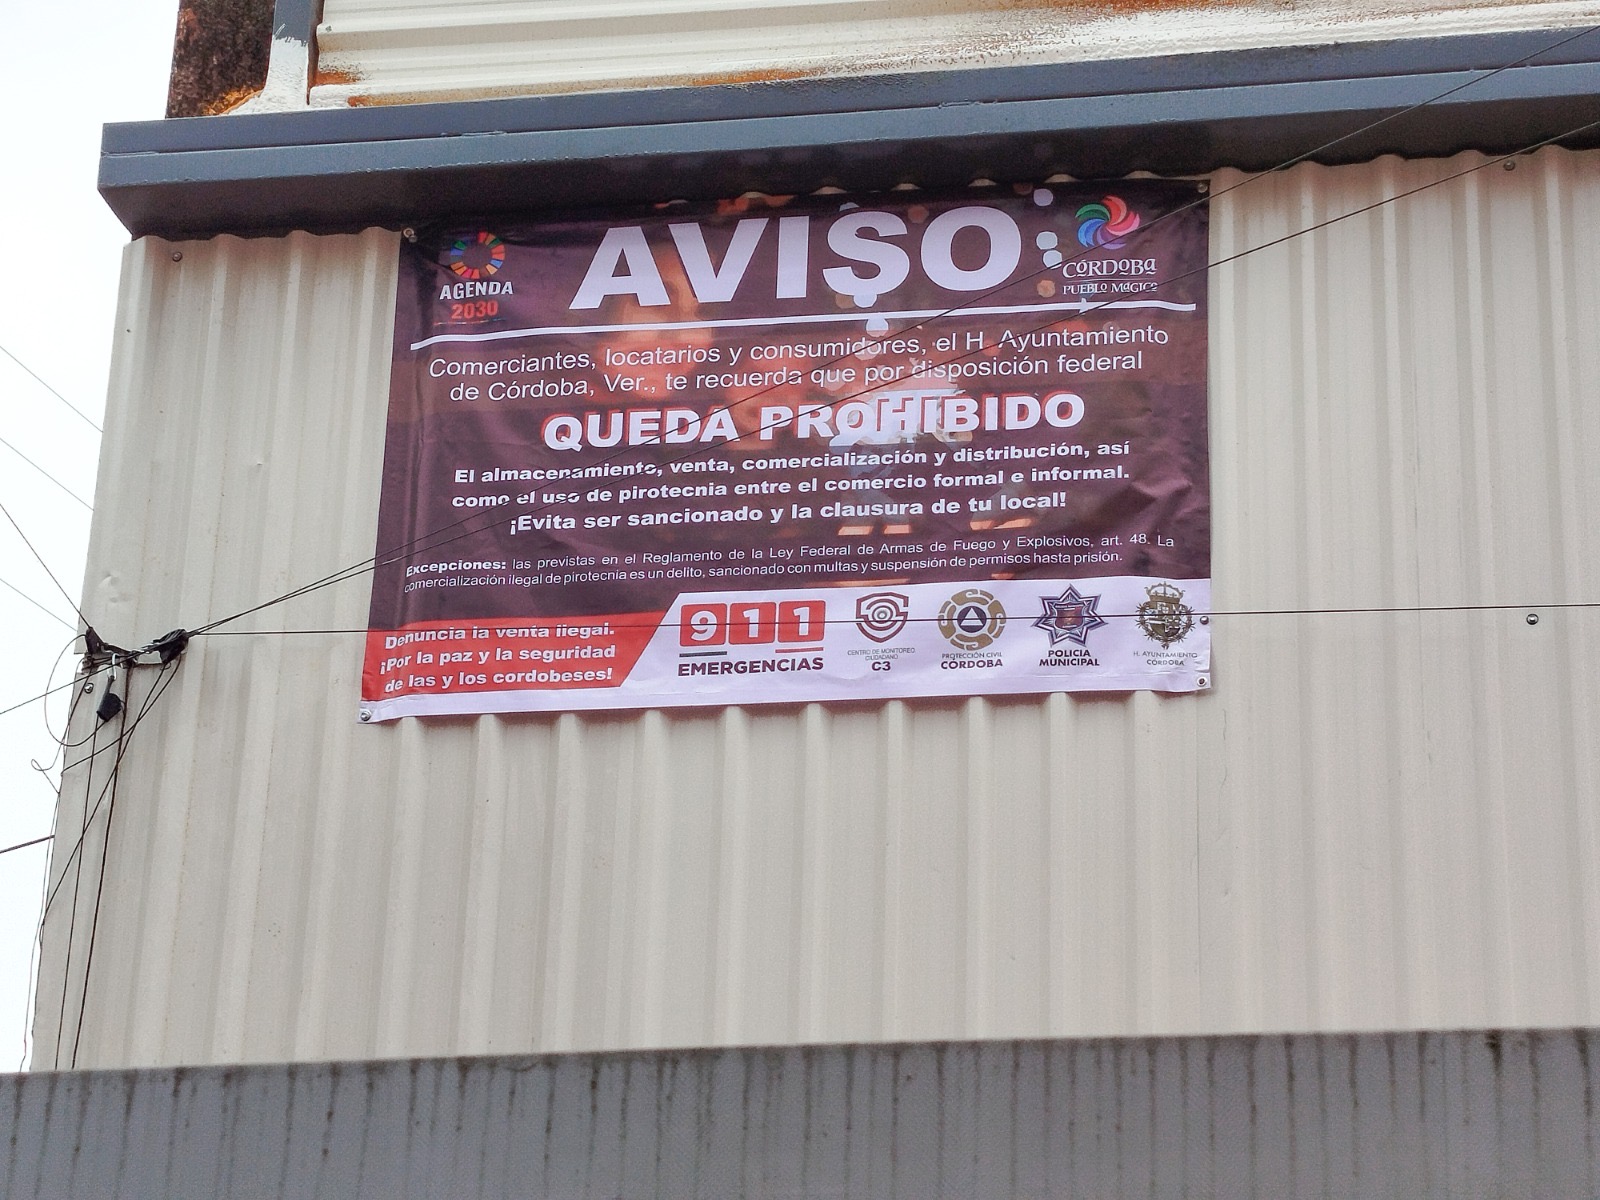 AVISO
AGENDA
2030
CÓRDOBA
PUEBLO MÁGICO
Comerciantes, locatarios y consumidores, el H Ayuntamiento
de Córdoba, Ver., te recuerda que por disposición federal
QUEDA PROHIBIDO
El almacenamiento, venta, comercialización y distribución, así
como el uso de pirotecnia entre el comercio formal e informal.
¡Evita ser sancionado y la clausura de tu local!
Excepciones: las previstas en el Reglamento de la Ley Federal de Armas de Fuego y Explosivos, art. 48. La
comercialización ilegal de pirotecnia es un delito, sancionado con multas y suspensión de permisos hasta prisión.
Denuncia la venta ilegal.
¡Por la paz y la seguridad
de las y los cordobeses!
911
EMERGENCIAS
CENTRO DE MONITOREO
CIUDADANO
C3
PROTECCIÓN CIVIL
CÓRDOBA
POLICIA
MUNICIPAL
H. AYUNTAMIENTO
CÓRDOBA